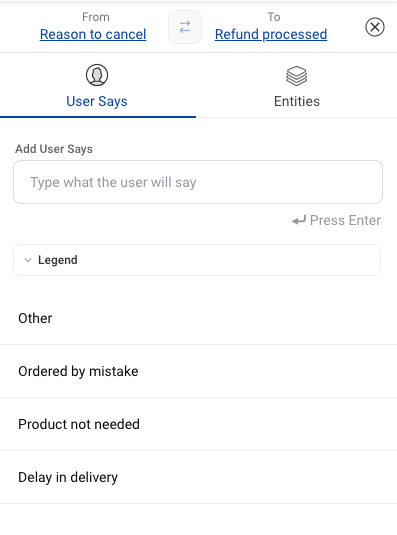 From To
Reason to cancel Refund processed
User Says Entities
Add User Says
Type what the user will say
Press Enter
Legend
Other
Ordered by mistake
Product not needed
Delay in delivery